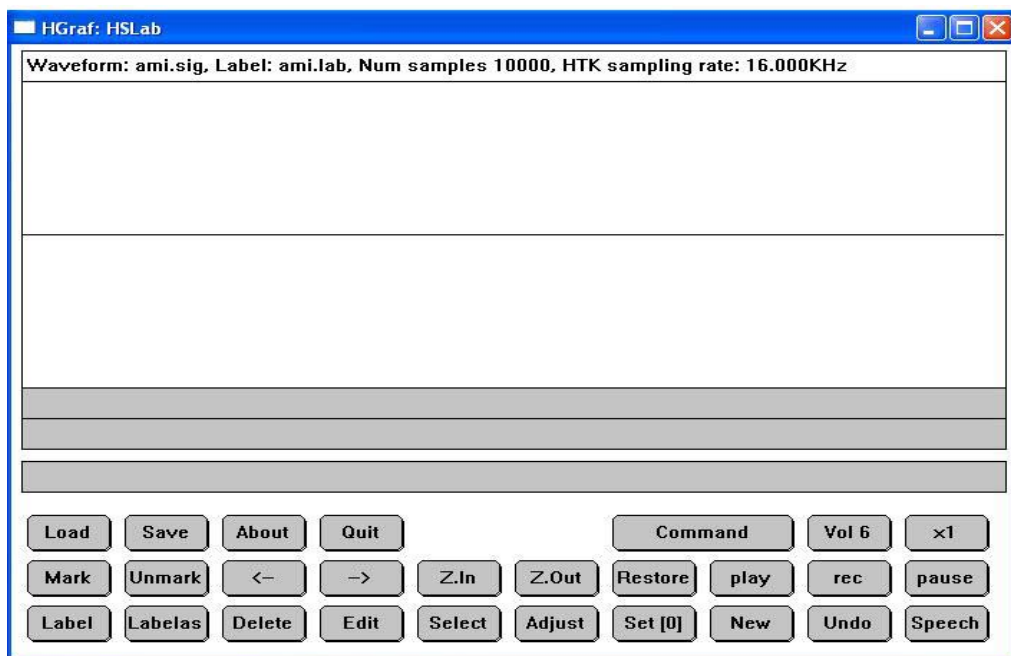 HGraf: HSLab
Waveform: ami.sig, Label: ami.lab, Num samples 10000, HTK sampling rate: 16.000KHz
Load Save About Quit Command Vol 6 x1
Mark Unmark <- -> Z.In Z.Out Restore play rec pause
Label Labelas Delete Edit Select Adjust Set [0] New Undo Speech